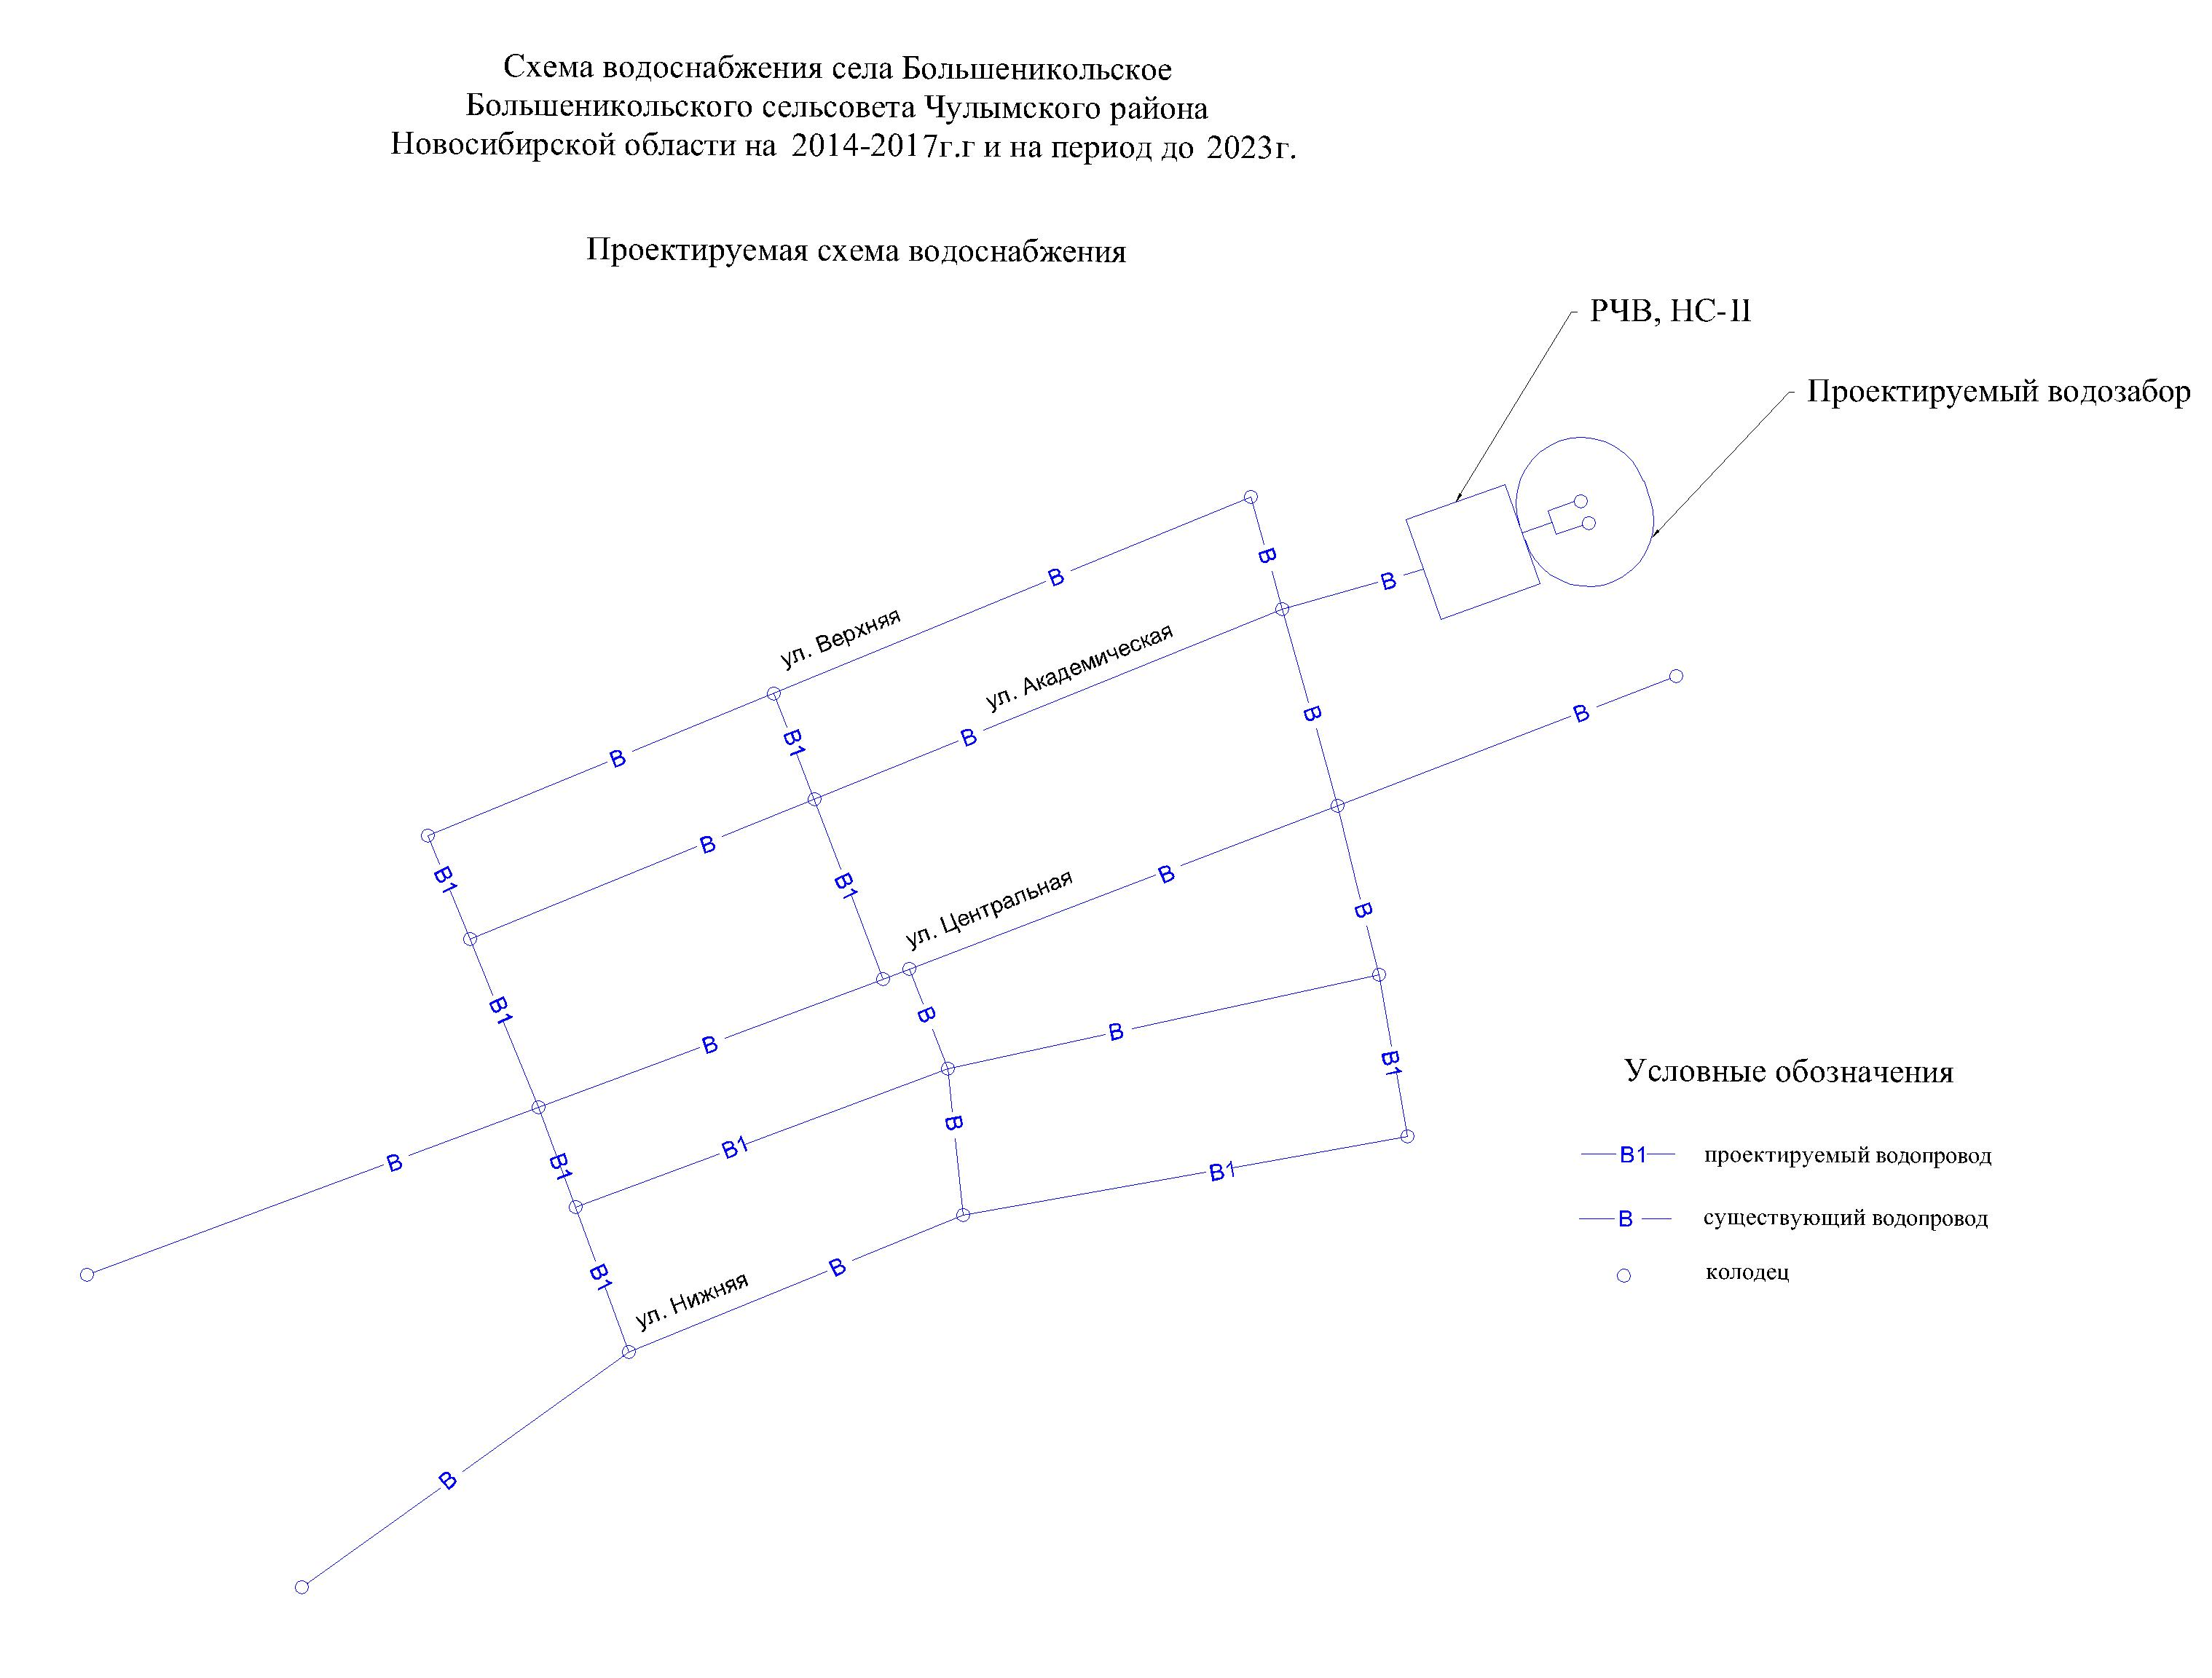 Схема водоснабжения села Большеникольское
Большеникольского сельсовета Чулымского района
Новосибирской области на 2014-2017г.г и на период до 2023г.
Проектируемая схема водоснабжения
РЧВ, НС-II
Проектируемый водозабор
В
В
В
В
ул. Верхняя
ул. Академическая
В
В
В1
В
В
В
В1
В1
В
ул. Центральная
В
В1
В
В
В
В1
В
В1
В
В1
В1
В
В1
ул. Нижняя
В
Условные обозначения
В1 проектируемый водопровод
В существующий водопровод
колодец